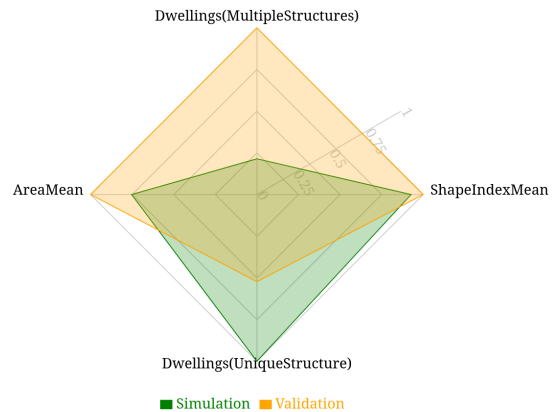 Dwellings(MultipleStructures)
1
0.75
0.5
0.25
0
AreaMean
ShapeIndexMean
Dwellings(UniqueStructure)
Simulation Validation